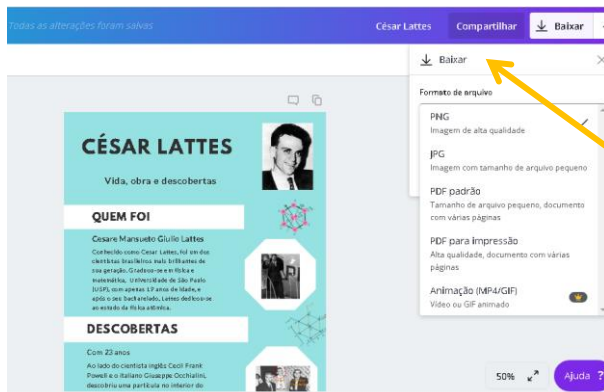 Todas as alterações foram salvas
César Lattes
Compartilhar
Baixar
Baixar
Formato de arquivo
PNG
Imagem de alta qualidade
JPG
Imagem com tamanho de arquivo pequeno
PDF padrão
Tamanho de arquivo pequeno, documento
com várias páginas
PDF para impressão
Alta qualidade, documento com várias
páginas
Animação (MP4/GIF)
Vídeo ou GIF animado
CÉSAR LATTES
Vida, obra e descobertas
QUEM FOI
Cesare Mansueto Giulio Lattes
Conhecido como Cesar Lattes, foi um dos
cientistas brasileiros mais brilhantes de
sua geração. Graduou-se em física e
matemática, Universidade de São Paulo
(USP), com apenas 19 anos de idade, e
após o seu bacharelado, Lattes dedicou-se
ao estudo da física atômica.
DESCOBERTAS
Com 23 anos
Ao lado do cientista inglês Cecil Frank
Powell e o italiano Giuseppe Occhialini,
descobriu uma partícula no interior do
50%
Ajuda ?